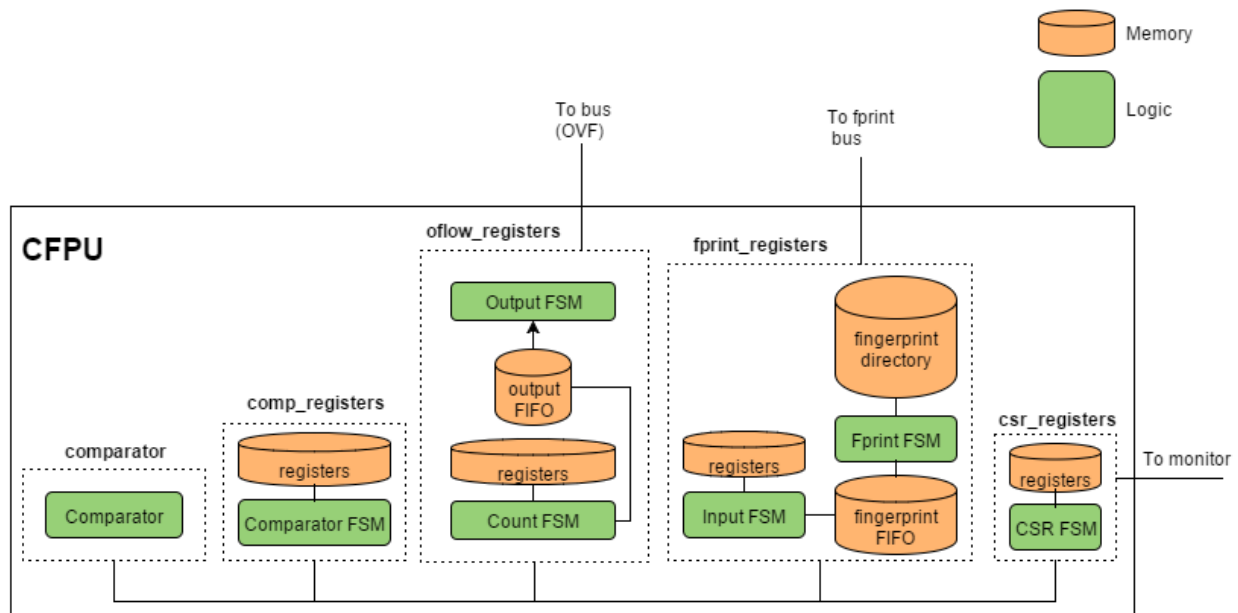 Memory
Logic
To bus
(OVF)
To fprint
bus
CFPU
oflow_registers
fprint_registers
Output FSM
fingerprint
directory
output
FIFO
comp_registers
csr_registers
Fprint FSM
comparator
registers
registers
registers
registers
To monitor
Comparator
Comparator FSM
Count FSM
Input FSM
fingerprint
FIFO
CSR FSM